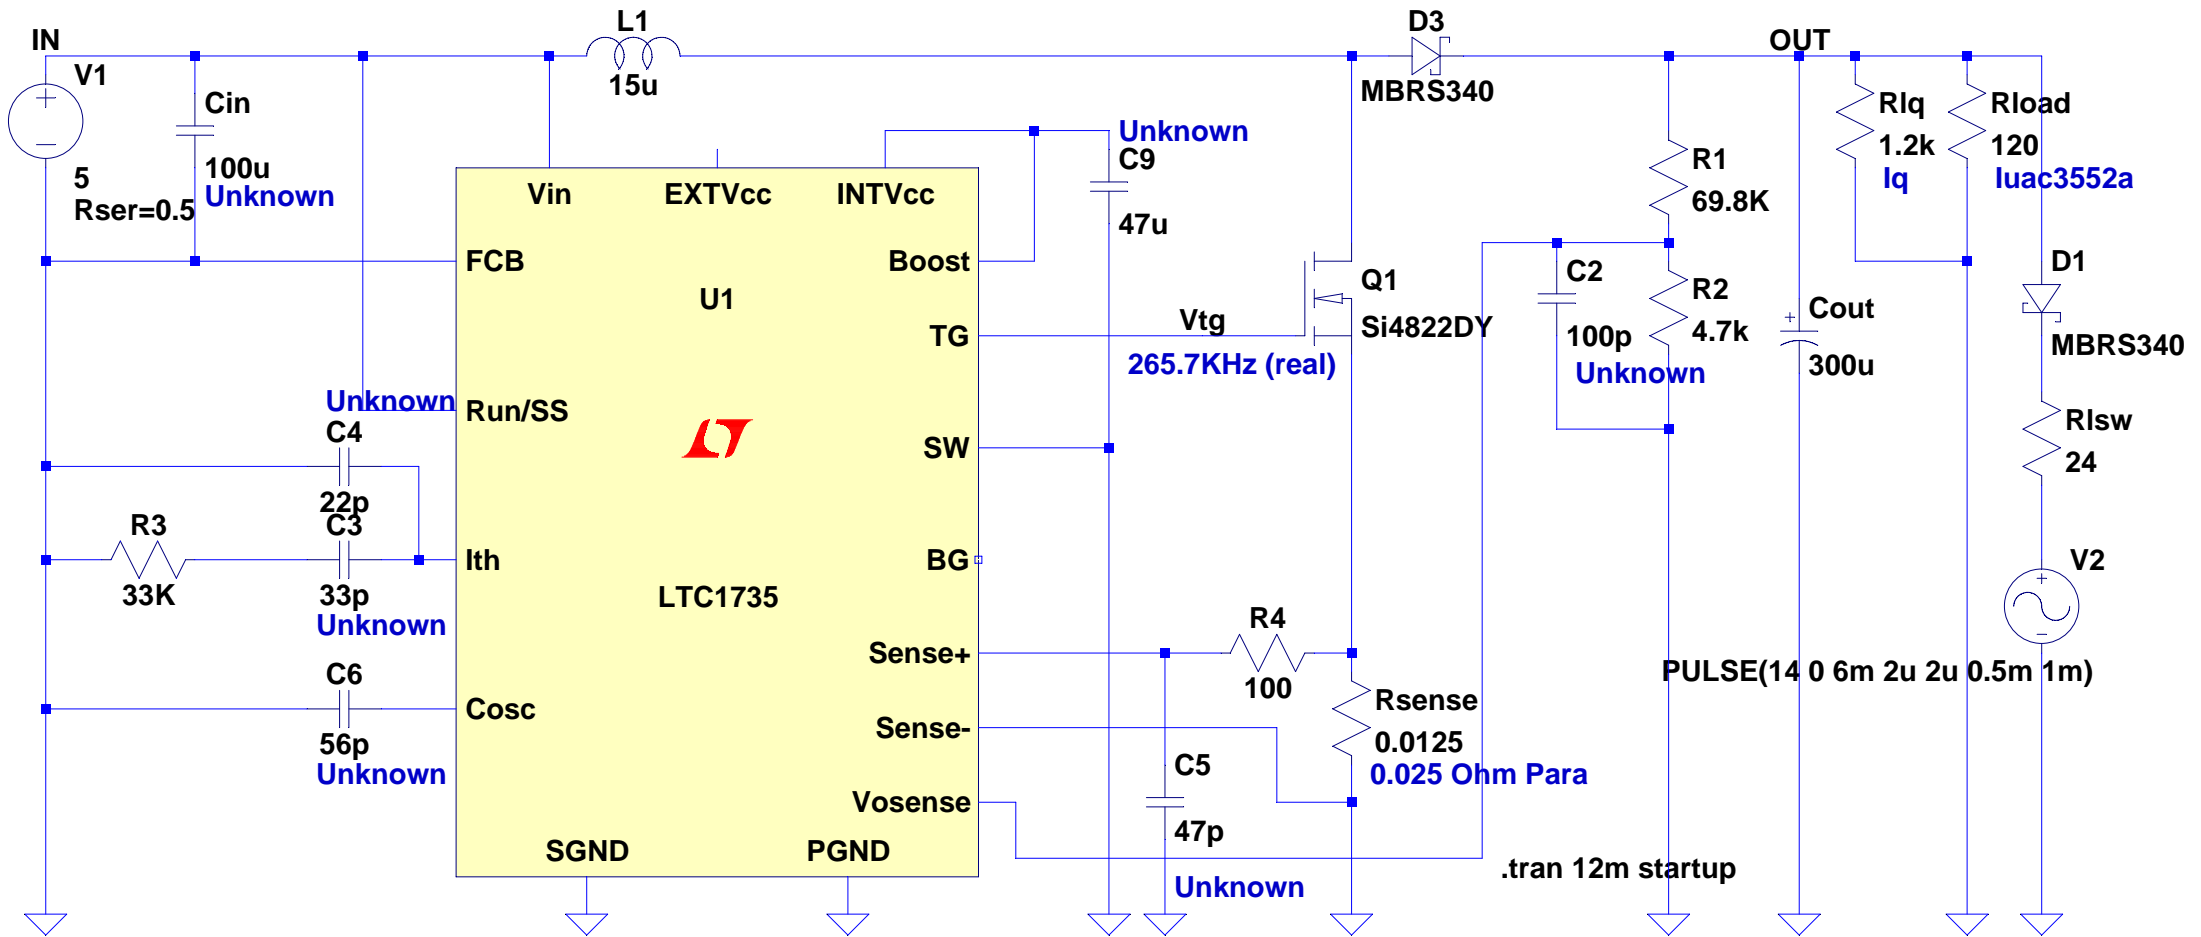 IN
V1
5
Rser=0.5
Cin
100u
Unknown
L1
15u
D3
MBRS340
OUT
RIq
1.2k
Iq
Rload
120
Iuac3552a
Unknown
C9
47u
R1
69.8K
R2
4.7k
C2
100p
Unknown
Cout
300u
D1
MBRS340
RIsw
24
V2
PULSE(14 0 6m 2u 2u 0.5m 1m)
Vin
EXTVcc
INTVcc
FCB
Boost
U1
TG
Vtg
265.7KHz (real)
Q1
Si4822DY
Run/SS
Unknown
C4
22p
C3
33p
Unknown
R3
33K
SW
Ith
BG
LTC1735
Sense+
R4
100
Rsense
0.0125
0.025 Ohm Para
C6
56p
Unknown
Cosc
Sense-
C5
47p
Unknown
Vosense
SGND
PGND
.tran 12m startup